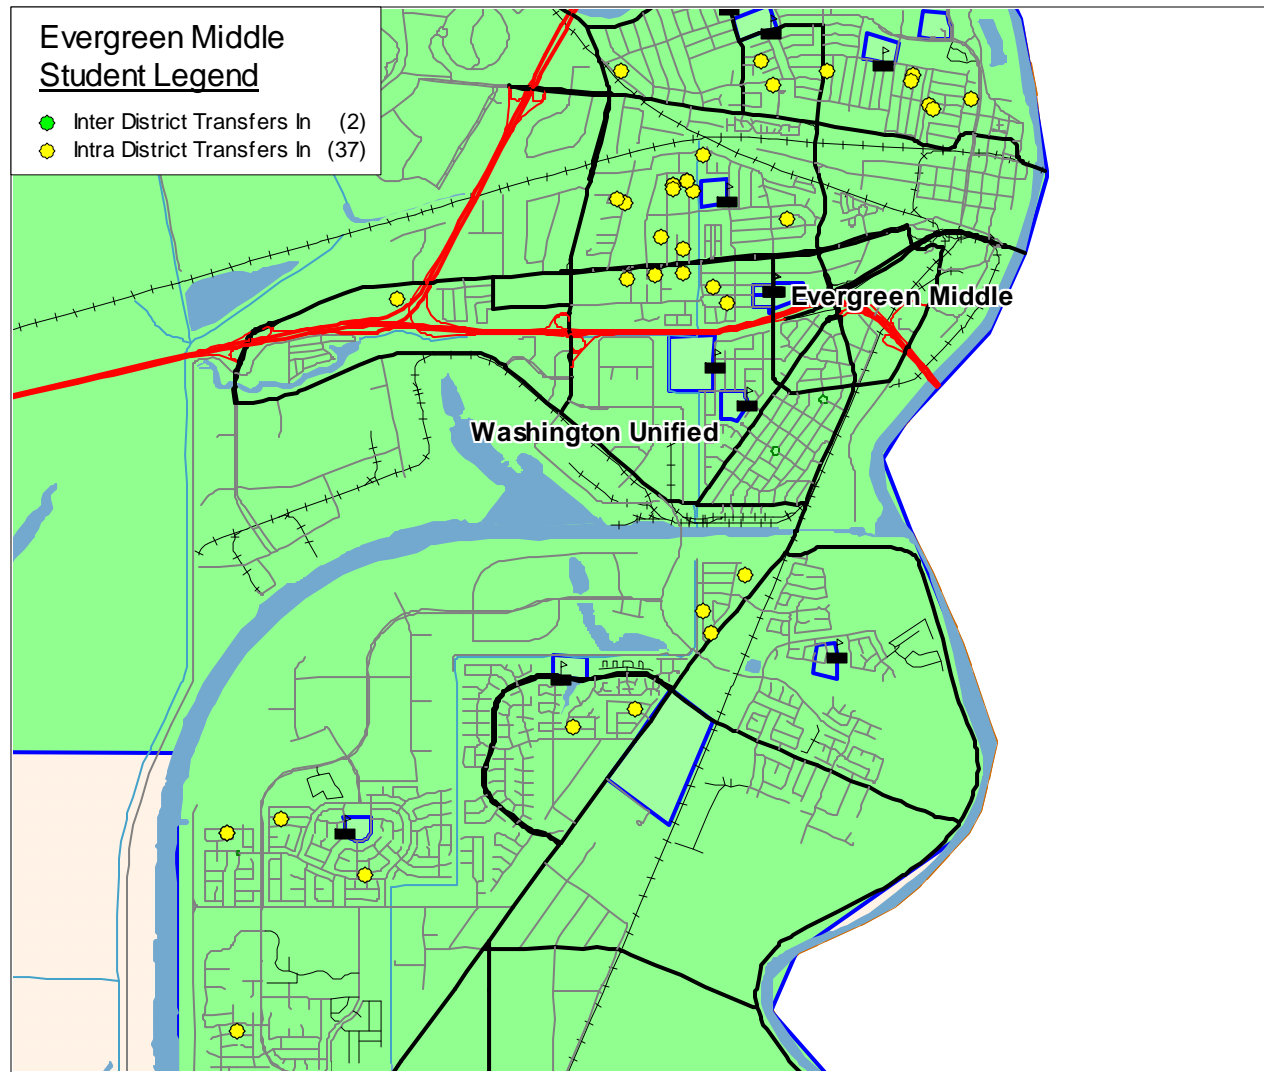 Evergreen Middle
Student Legend
Inter District Transfers In (2)
Intra District Transfers In (37)
Evergreen Middle
Washington Unified